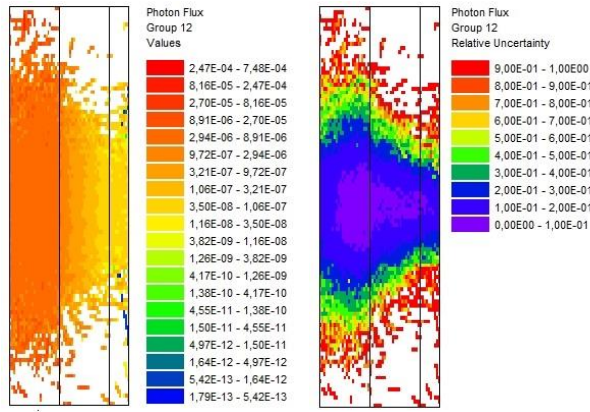 Photon Flux
Group 12
Values
2,47E-04 - 7,48E-04
8,16E-05 - 2,47E-04
2,70E-05 - 8,16E-05
8,91E-06 - 2,70E-05
2,94E-06 - 8,91E-06
9,72E-07 - 2,94E-06
3,21E-07 - 9,72E-07
1,06E-07 - 3,21E-07
3,50E-08 - 1,06E-07
1,16E-08 - 3,50E-08
3,82E-09 - 1,16E-08
1,26E-09 - 3,82E-09
4,17E-10 - 1,26E-09
1,38E-10 - 4,17E-10
4,55E-11 - 1,38E-10
1,50E-11 - 4,55E-11
4,97E-12 - 1,50E-11
1,64E-12 - 4,97E-12
5,42E-13 - 1,64E-12
1,79E-13 - 5,42E-13
Photon Flux
Group 12
Relative Uncertainty
9,00E-01 - 1,00E00
8,00E-01 - 9,00E-01
7,00E-01 - 8,00E-01
6,00E-01 - 7,00E-01
5,00E-01 - 6,00E-01
4,00E-01 - 5,00E-01
3,00E-01 - 4,00E-01
2,00E-01 - 3,00E-01
1,00E-01 - 2,00E-01
0,00E00 - 1,00E-01